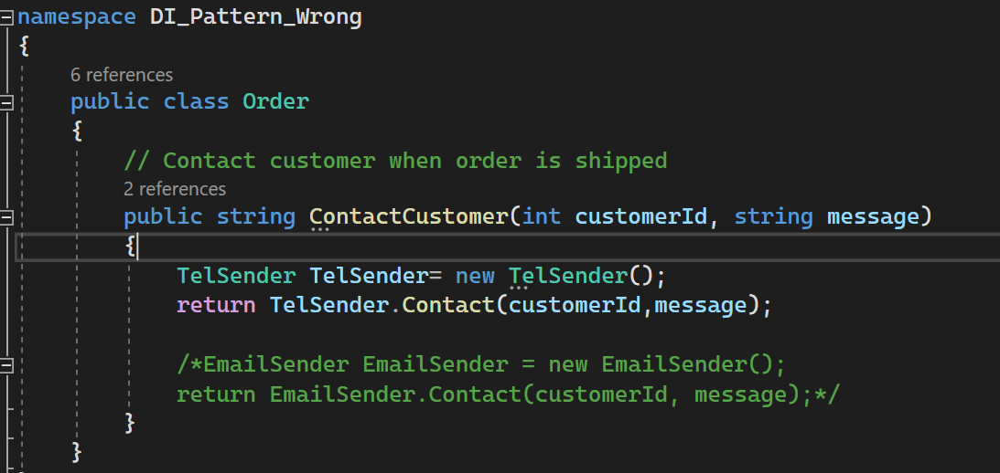 namespace DI_Pattern_Wrong
{
6 references
public class Order
{
// Contact customer when order is shipped
2 references
public string ContactCustomer(int customerId, string message)
{
TelSender TelSender= new TelSender();
return TelSender.Contact(customerId,message);
/*EmailSender EmailSender = new EmailSender();
return EmailSender.Contact(customerId, message);*/
}
}